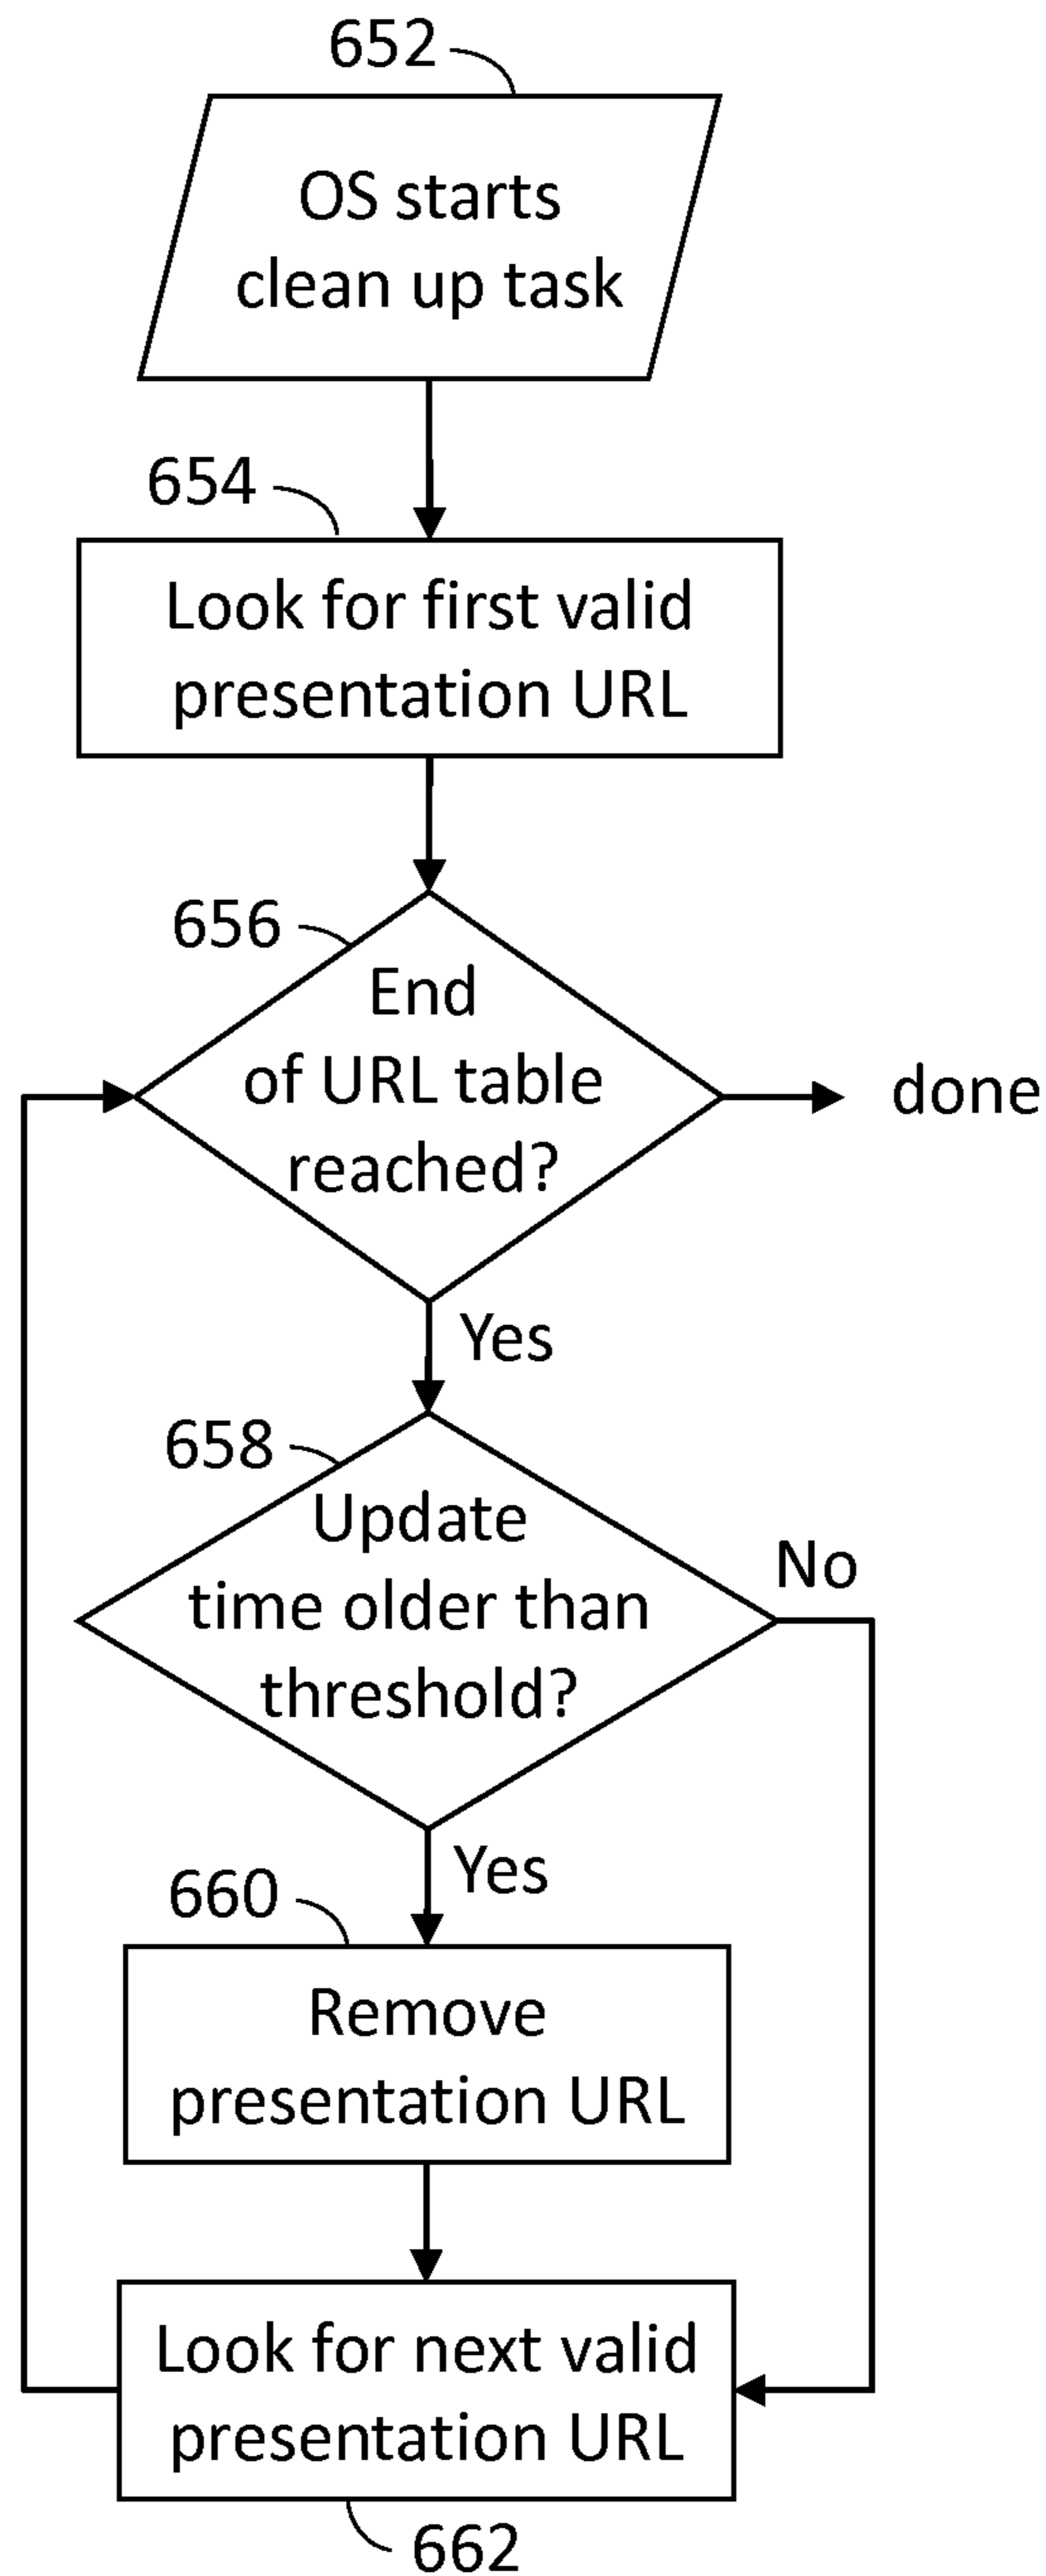 652
OS starts
clean up task
654
Look for first valid
presentation URL
656
End
of URL table
reached?
done
Yes
658
Update
time older than
threshold?
No
Yes
660
Remove
presentation URL
Look for next valid
presentation URL
662